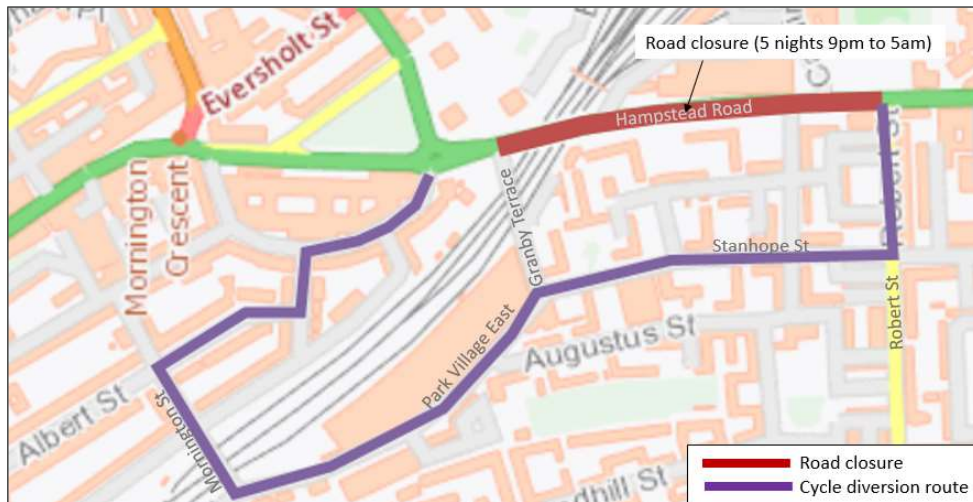 Road closure (5 nights 9pm to 5am)
Eversholt St
Hampstead Road
Mornington
Crescent
Granby Terrace
Robert St
Stanhope St
Robert St
Park Village East
Augustus St
Albert St
Mornington St
Road closure
Cycle diversion route